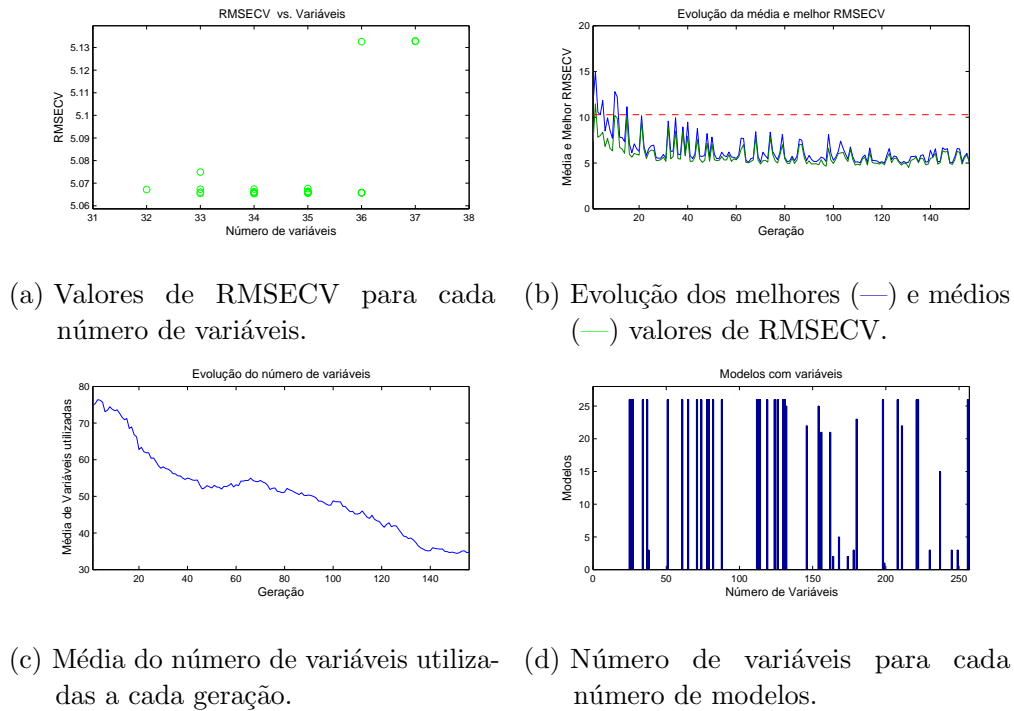 RMSECV vs. Variáveis
5.13
5.12
5.11
5.1
5.09
5.08
5.07
5.06
RMSECV
31 32 33 34 35 36 37 38
Número de variáveis
Evolução da média e melhor RMSECV
20
15
10
5
0
Média e Melhor RMSECV
20 40 60 80 100 120 140
Geração
(a) Valores de RMSECV para cada
número de variáveis.
(b) Evolução dos melhores (—) e médios
(—) valores de RMSECV.
Evolução do número de variáveis
80
70
60
50
40
30
Média de Variáveis utilizadas
20 40 60 80 100 120 140
Geração
Modelos com variáveis
25
20
15
10
5
0
Modelos
0 50 100 150 200 250
Número de Variáveis
(c) Média do número de variáveis utiliza-
das a cada geração.
(d) Número de variáveis para cada
número de modelos.